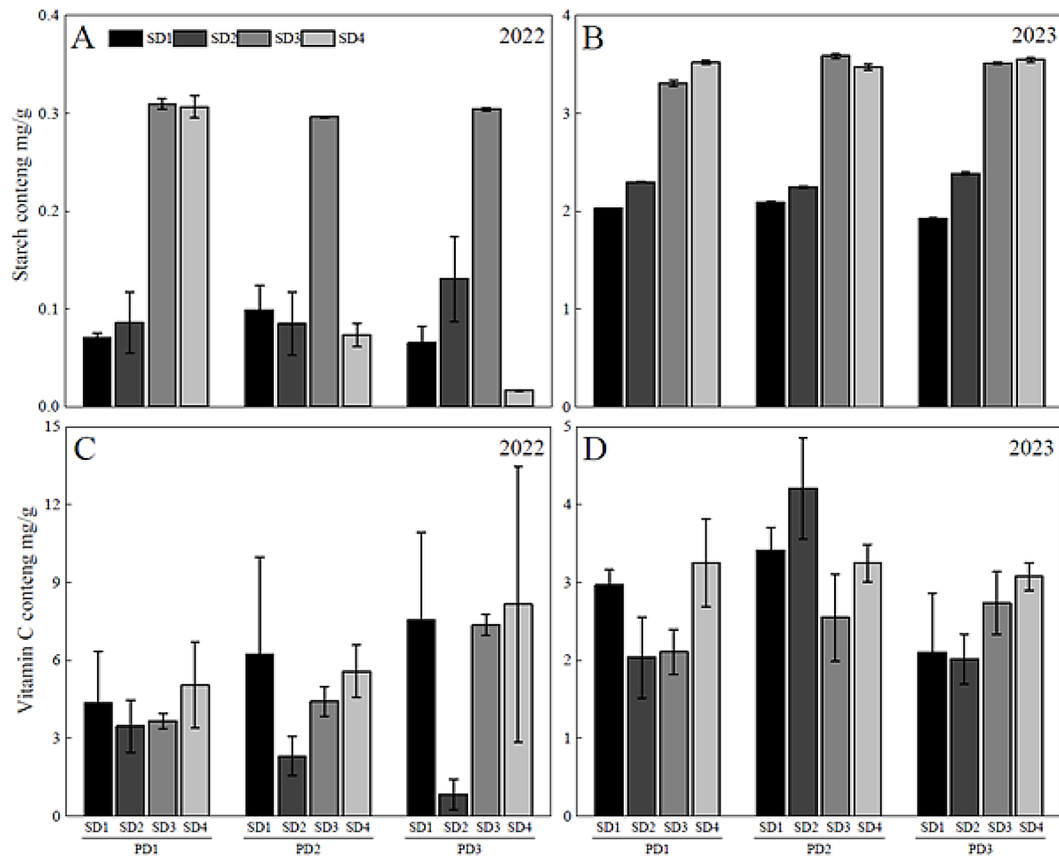 A SD1 SD2 SD3 SD4 2022
B 2023
Starch conteng mg/g
0.4
0.3
0.2
0.1
0.0
4
3
2
1
0
C 2022
D 2023
Vitamin C conteng mg/g
15
12
9
6
3
0
5
4
3
2
1
0
SD1 SD2 SD3 SD4 SD1 SD2 SD3 SD4 SD1 SD2 SD3 SD4
PD1 PD2 PD3
SD1 SD2 SD3 SD4 SD1 SD2 SD3 SD4 SD1 SD2 SD3 SD4
PD1 PD2 PD3